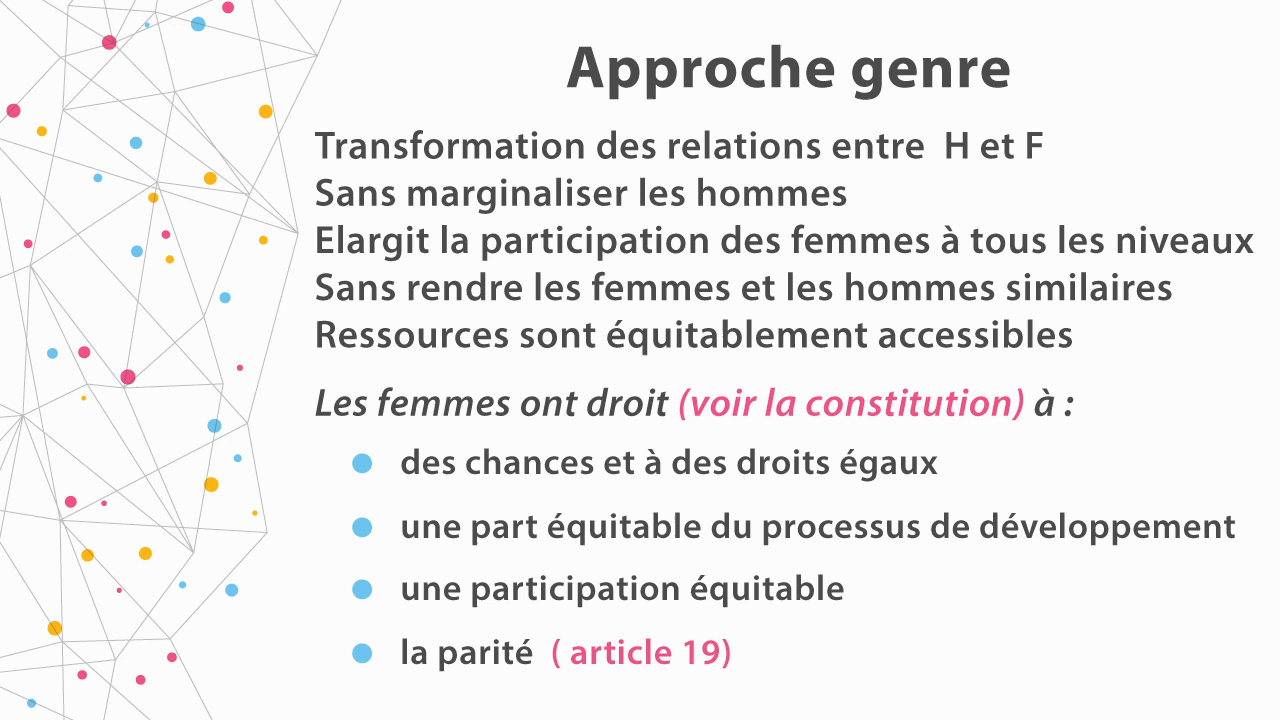 Approche genre
Transformation des relations entre H et F
Sans marginaliser les hommes
Elargit la participation des femmes à tous les niveaux
Sans rendre les femmes et les hommes similaires
Ressources sont équitablement accessibles
Les femmes ont droit (voir la constitution) à :
des chances et à des droits égaux
une part équitable du processus de développement
une participation équitable
la parité ( article 19)